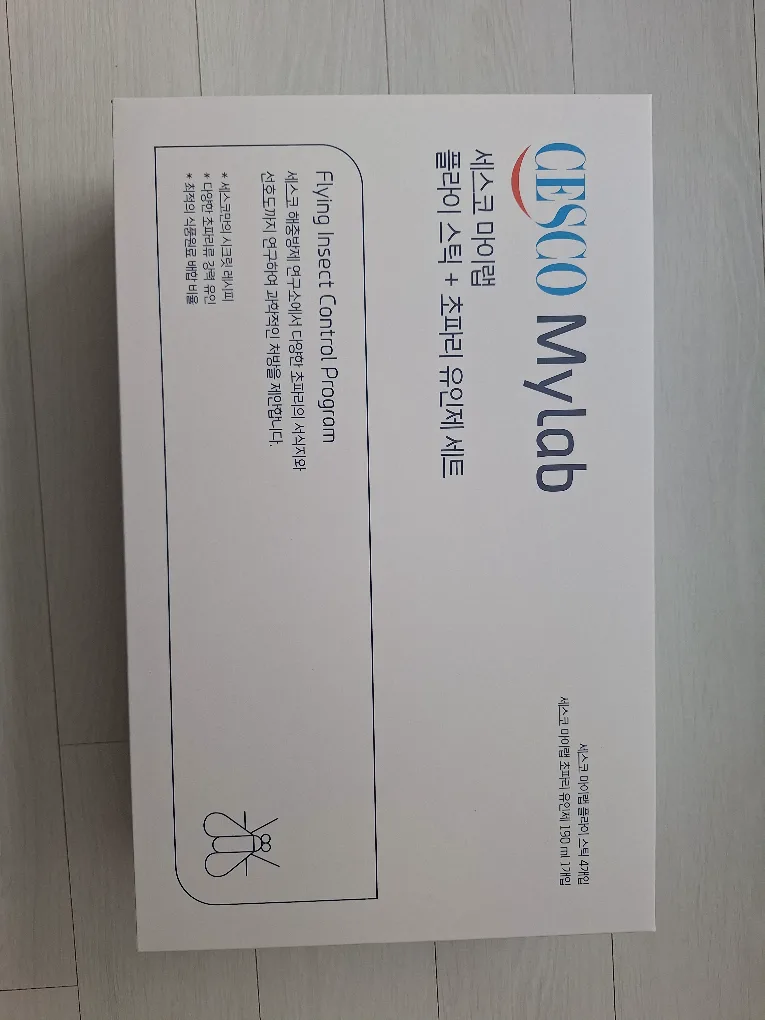 CESCO Mylab
세스코 마이랩
플라이 스틱 + 초파리 유인제 세트
세스코 마이랩 플라이 스틱 4개입
세스코 마이랩 초파리 유인제 190 ml 1개입
Flying Insect Control Program
세스코 해충방제 연구소에서 다양한 초파리의 서식지와
선호도까지 연구하여 과학적인 처방을 제안합니다.
* 세스코만의 시크릿 레시피
* 다양한 초파리류 강력 유인
* 최적의 식품원료 배합 비율